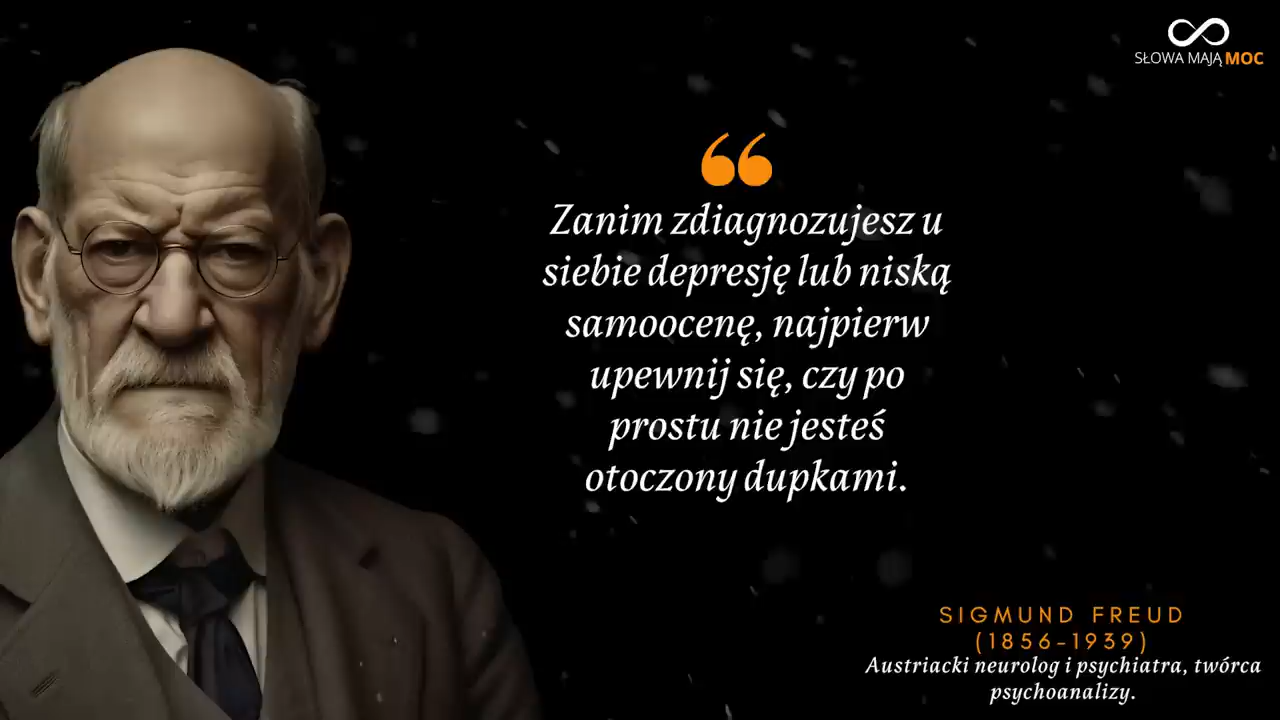 SŁOWA MAJĄ MOC
Zanim zdiagnozujesz u
siebie depresję lub niską
samoocenę, najpierw
upewnij się, czy po
prostu nie jesteś
otoczony dupkami.
SIGMUND FREUD
(1856-1939)
Austriacki neurolog i psychiatra, twórca
psychoanalizy.